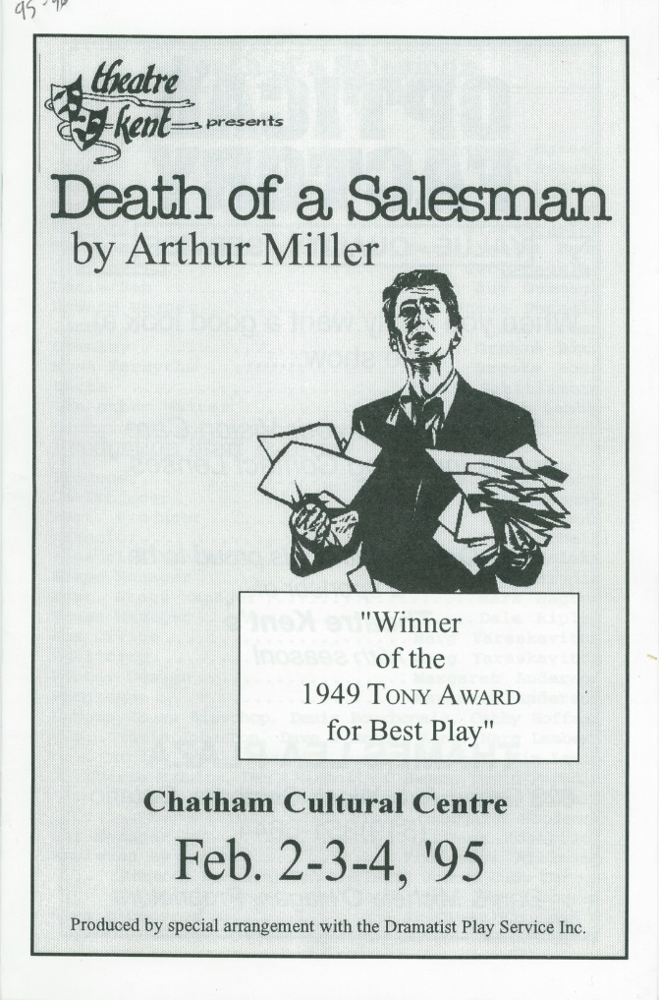 95-96
theatre
kent presents
Death of a Salesman
by Arthur Miller
"Winner
of the
1949 TONY AWARD
for Best Play"
Chatham Cultural Centre
Feb. 2-3-4, '95
Produced by special arrangement with the Dramatist Play Service Inc.